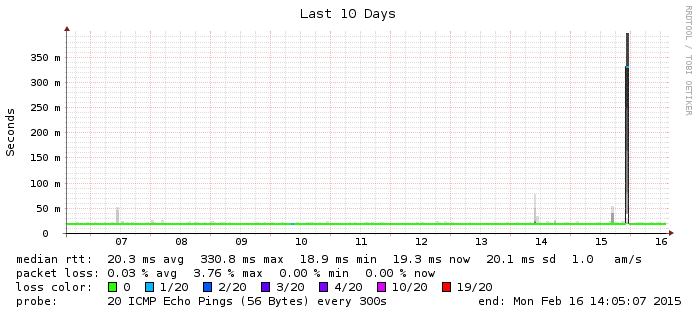 Last 10 Days
RRDTOOL / TOBI OETIKER
Seconds
350 m
300 m
250 m
200 m
150 m
100 m
50 m
0
07 08 09 10 11 12 13 14 15 16
median rtt: 20.3 ms avg 330.8 ms max 18.9 ms min 19.3 ms now 20.1 ms sd 1.0 am/s
packet loss: 0.03 % avg 3.76 % max 0.00 % min 0.00 % now
loss color: 0 1/20 2/20 3/20 4/20 10/20 19/20
probe: 20 ICMP Echo Pings (56 Bytes) every 300s end: Mon Feb 16 14:05:07 2015